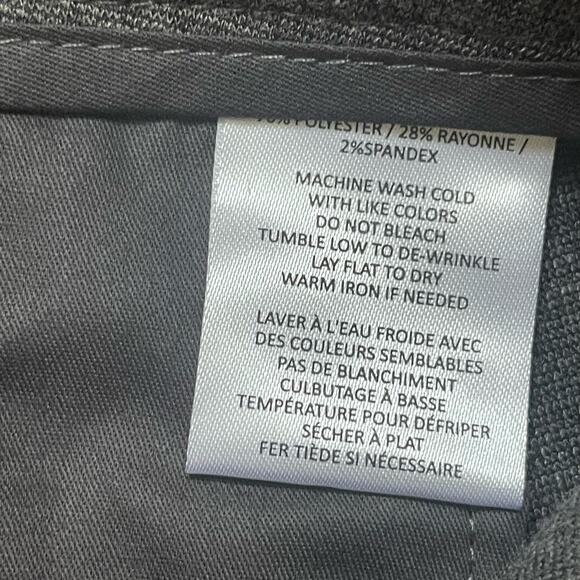 POLYESTER / 28% RAYONNE /
2%SPANDEX
MACHINE WASH COLD
WITH LIKE COLORS
DO NOT BLEACH
TUMBLE LOW TO DE-WRINKLE
LAY FLAT TO DRY
WARM IRON IF NEEDED
LAVER À L'EAU FROIDE AVEC
DES COULEURS SEMBLABLES
PAS DE BLANCHIMENT
CULBUTAGE À BASSE
TEMPÉRATURE POUR DÉFRIPER
SÉCHER À PLAT
FER TIÈDE SI NÉCESSAIRE